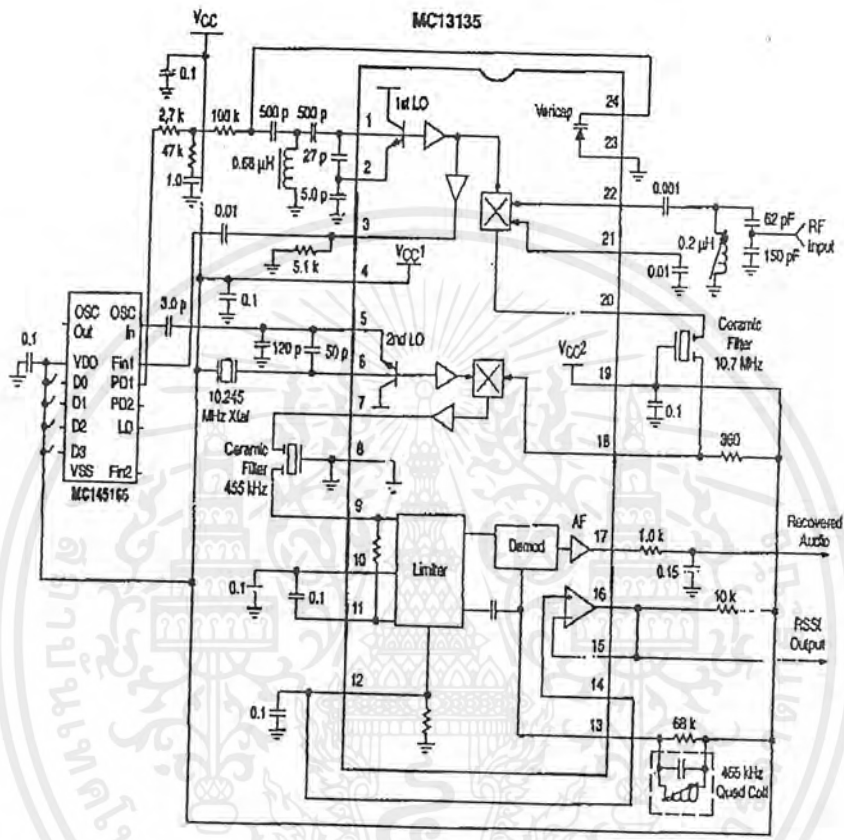 MC13135
VCC
0.1
2.7 k
100 k
500 p
500 p
47 k
1.0
0.68 µH
27 p
5.0 p
1st LO
1
2
3
4
5
6
7
8
9
10
11
12
24
23
22
21
20
19
18
17
16
15
14
13
Varicap
0.01
5.1 k
VCC1
0.1
0.001
62 pF
150 pF
RF
Input
0.2 µH
0.01
3.0 p
120 p
50 p
2nd LO
10.245
MHz Xtal
VCC2
0.1
Ceramic
Filter
10.7 MHz
360
OSC
Out
OSC
In
VDD
Fin1
D0
PD1
D1
PD2
D2
LD
D3
VSS
Fin2
MC145166
0.1
Ceramic
Filter
455 kHz
Limiter
Demod
AF
1.0 k
0.15
Recovered
Audio
10 k
RSSI
Output
0.1
0.1
0.1
68 k
455 kHz
Quad Coil